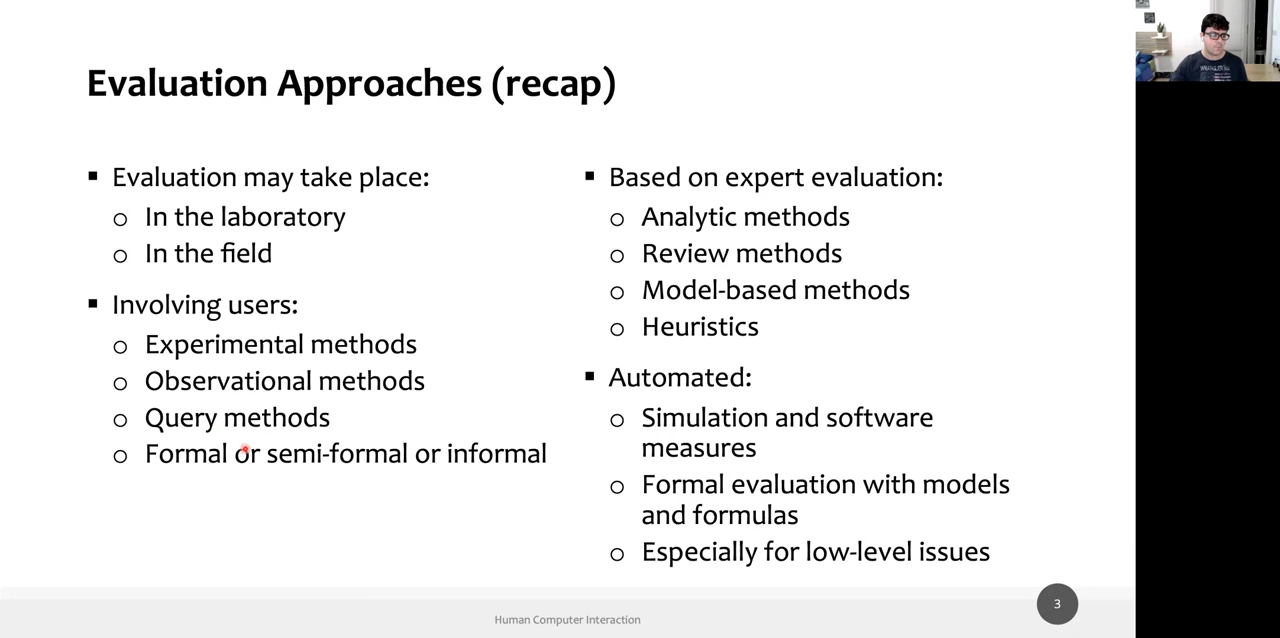 Evaluation Approaches (recap)
Evaluation may take place:
In the laboratory
In the field
Involving users:
Experimental methods
Observational methods
Query methods
Formal or semi-formal or informal
Based on expert evaluation:
Analytic methods
Review methods
Model-based methods
Heuristics
Automated:
Simulation and software
measures
Formal evaluation with models
and formulas
Especially for low-level issues
Human Computer Interaction
3